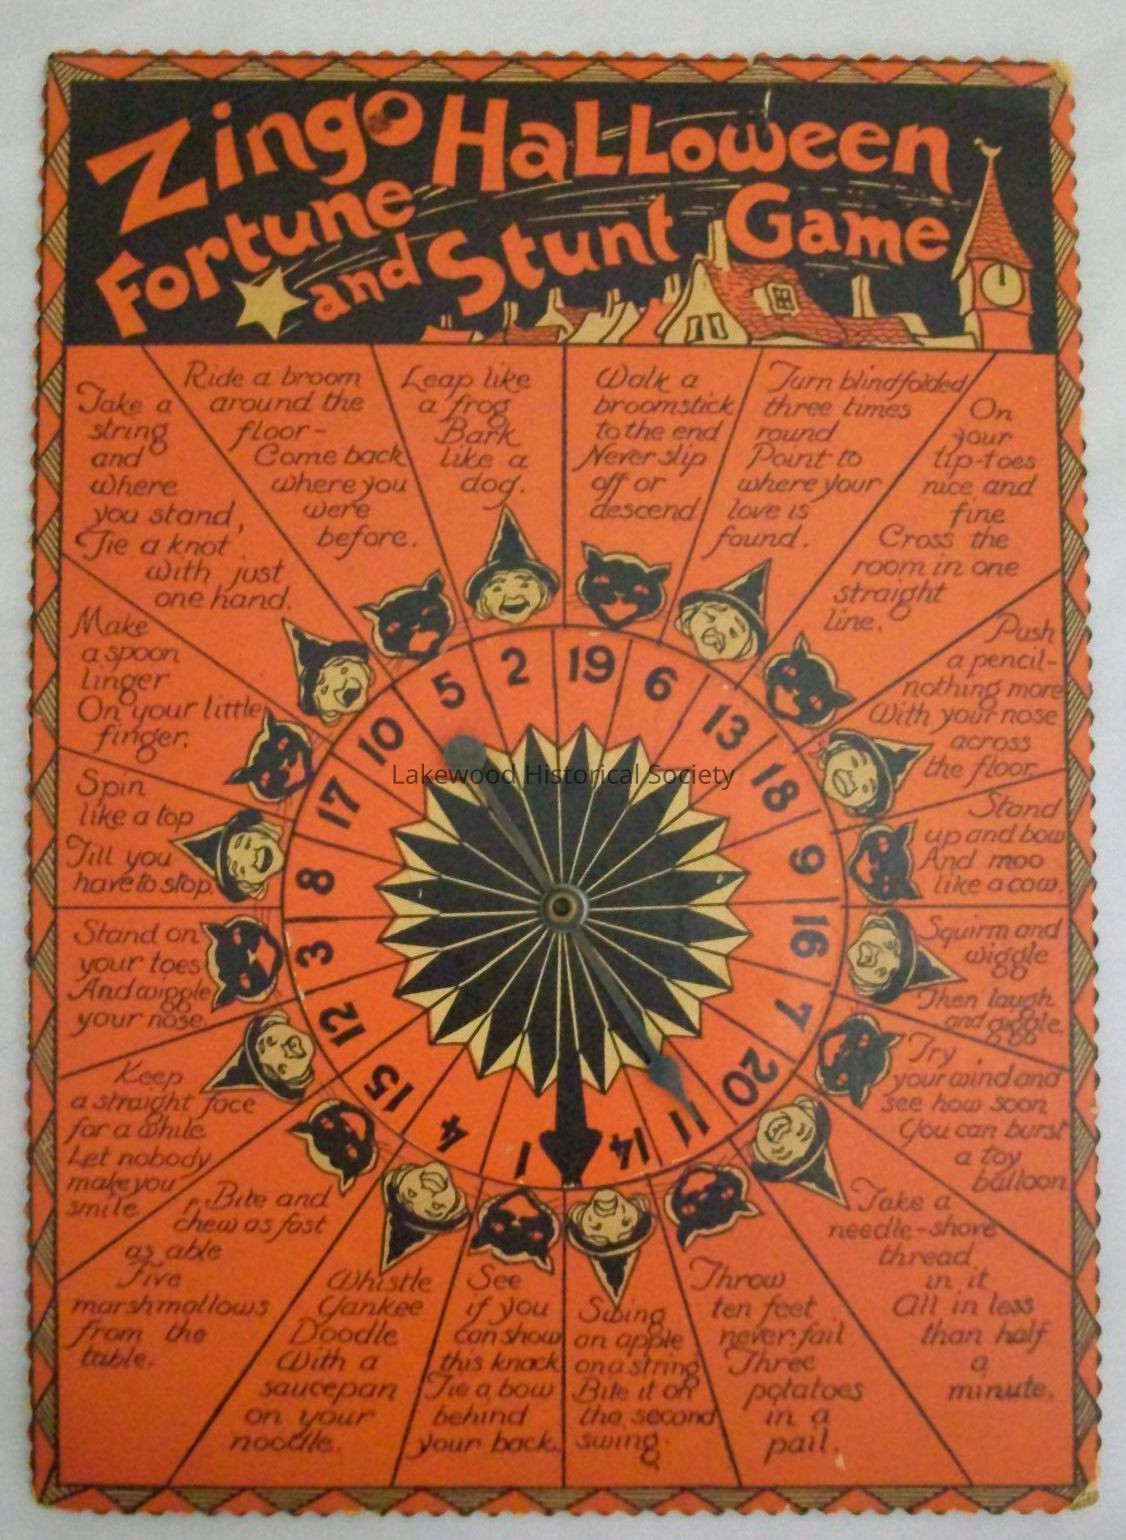 Zingo Halloween
Fortune
and Stunt Game
Take a
string
and
where
you stand,
Tie a knot
with just
one hand.
Ride a broom
around the
floor-
Come back
where you
were
before.
Leap like
a frog
Bark
like a
dog.
Walk a
broomstick
to the end
Never slip
off or
descend.
Turn blindfolded
three times
round
Point to
where your
love is
found.
On
your
tip-toes
nice and
fine
Cross the
room in one
straight
line.
Push
a pencil-
nothing more
With your nose
across
the floor.
Stand
up and bow
And moo
like a cow.
Squirm and
wiggle
Then laugh
and giggle.
Try
your wind and
see how soon
You can burst
a toy
balloon
Take a
needle-shove
thread
in it
All in less
than half
a
minute.
Throw
ten feet
never fail
Three
potatoes
in a
pail.
Swing
an apple
on a string
Bite it on
the second
swing.
See
if you
can show
this knack
Tie a bow
behind
your back.
Whistle
Yankee
Doodle
With a
saucepan
on your
noodle.
Bite and
chew as fast
as able
Five
marshmallows
from the
table.
Keep
a straight face
for a while
Let nobody
make you
smile
Stand on
your toes
And wiggle
your nose
Spin
like a top
Till you
have to stop.
Make
a spoon
linger
On your little
finger.
5
2
19
6
13
18
9
16
7
20
11
14
1
4
15
12
3
8
17
10
Lakewood Historical Society